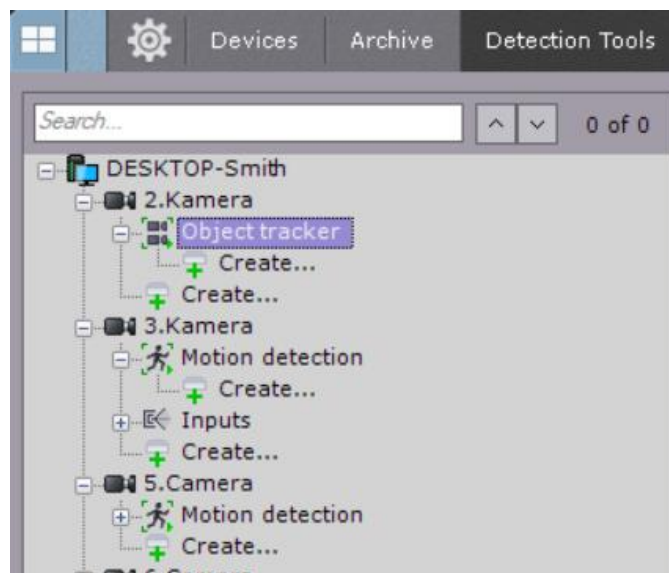 Devices Archive Detection Tools
Search... 0 of 0
DESKTOP-Smith
2.Kamera
Object tracker
Create...
Create...
3.Kamera
Motion detection
Create...
Inputs
Create...
5.Camera
Motion detection
Create...